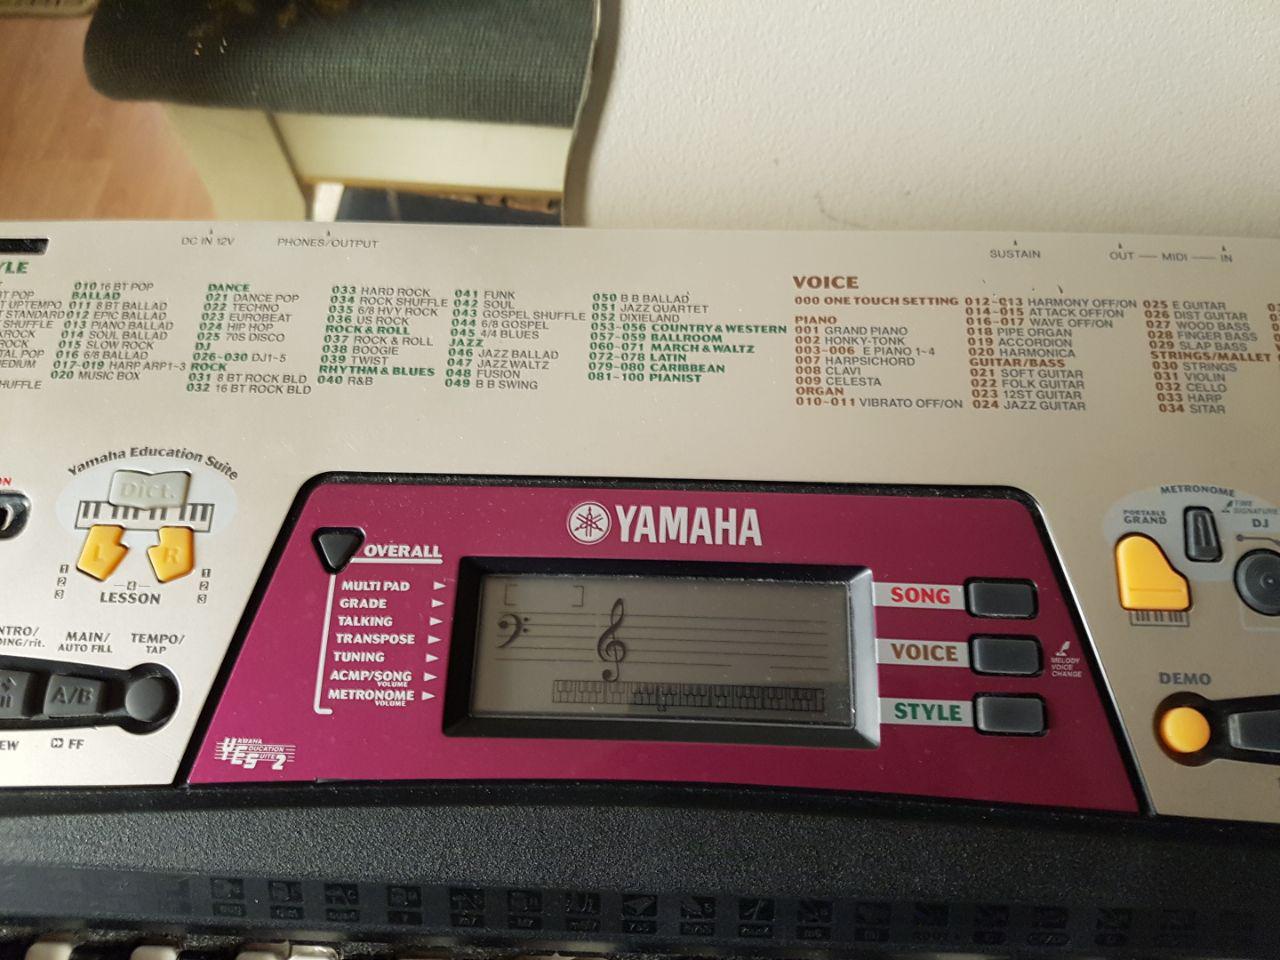 DC IN 12V
PHONES/OUTPUT
SUSTAIN
OUT — MIDI — IN
010 16 BT POP
BALLAD
011 8 BT BALLAD
012 EPIC BALLAD
013 PIANO BALLAD
014 SOUL BALLAD
015 SLOW ROCK
016 6/8 BALLAD
017-019 HARP ARP1~3
020 MUSIC BOX
DANCE
021 DANCE POP
022 TECHNO
023 EUROBEAT
024 HIP HOP
025 70S DISCO
DJ
026-030 DJ1-5
ROCK
031 8 BT ROCK BLD
032 16 BT ROCK BLD
033 HARD ROCK
034 ROCK SHUFFLE
035 6/8 HVY ROCK
036 US ROCK
ROCK & ROLL
037 ROCK & ROLL
038 BOOGIE
039 TWIST
RHYTHM & BLUES
040 R&B
041 FUNK
042 SOUL
043 GOSPEL SHUFFLE
044 6/8 GOSPEL
045 4/4 BLUES
JAZZ
046 JAZZ BALLAD
047 JAZZ WALTZ
048 FUSION
049 B B SWING
050 B B BALLAD
051 JAZZ QUARTET
052 DIXIELAND
053-056 COUNTRY & WESTERN
057-059 BALLROOM
060-071 MARCH & WALTZ
072-078 LATIN
079-080 CARIBBEAN
081-100 PIANIST
VOICE
000 ONE TOUCH SETTING
PIANO
001 GRAND PIANO
002 HONKY-TONK
003-006 E PIANO 1~4
007 HARPSICHORD
008 CLAVI
009 CELESTA
ORGAN
010-011 VIBRATO OFF/ON
012-013 HARMONY OFF/ON
014-015 ATTACK OFF/ON
016-017 WAVE OFF/ON
018 PIPE ORGAN
019 ACCORDION
020 HARMONICA
GUITAR/BASS
021 SOFT GUITAR
022 FOLK GUITAR
023 12ST GUITAR
024 JAZZ GUITAR
025 E GUITAR
026 DIST GUITAR
027 WOOD BASS
028 FINGER BASS
029 SLAP BASS
STRINGS/MALLET
030 STRINGS
031 VIOLIN
032 CELLO
033 HARP
034 SITAR
Yamaha Education Suite
Dict.
L R
1 2 3
4
1 2 3
LESSON
MAIN/
AUTO FILL
TEMPO/
TAP
A/B
FF
YAMAHA
OVERALL
MULTI PAD
GRADE
TALKING
TRANSPOSE
TUNING
ACMP/SONG
VOLUME
METRONOME
VOLUME
YAMAHA
EDUCATION
SUITE 2
SONG
VOICE
STYLE
MELODY
VOICE
CHANGE
METRONOME
PORTABLE
GRAND
TIME
SIGNATURE
DJ
DEMO